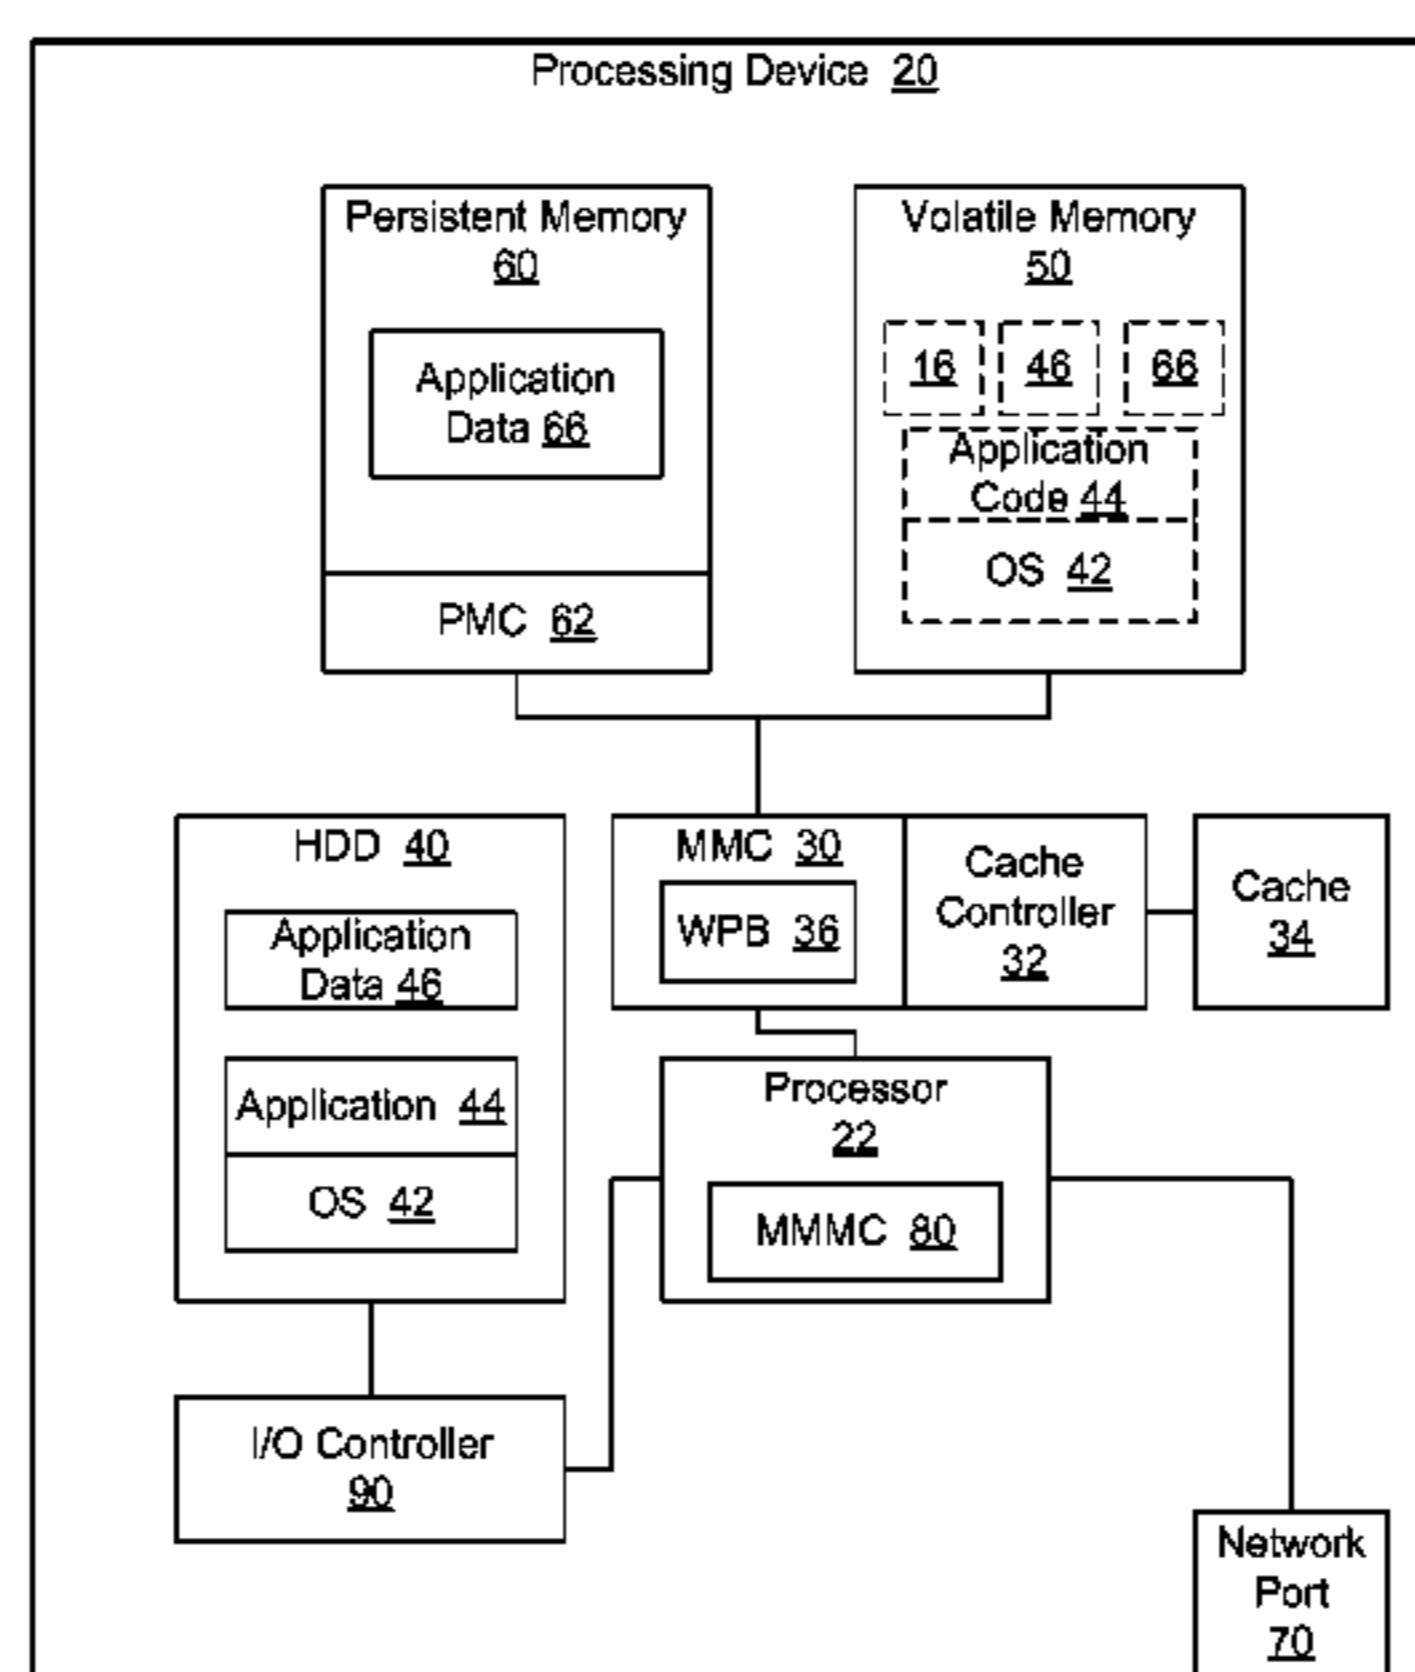 Processing Device 20
Persistent Memory
60
Application
Data 66
PMC 62
Volatile Memory
50
16 46 66
Application
Code 44
OS 42
HDD 40
Application
Data 46
Application 44
OS 42
MMC 30
WPB 36
Cache
Controller
32
Cache
34
Processor
22
MMMC 80
I/O Controller
90
Network
Port
70